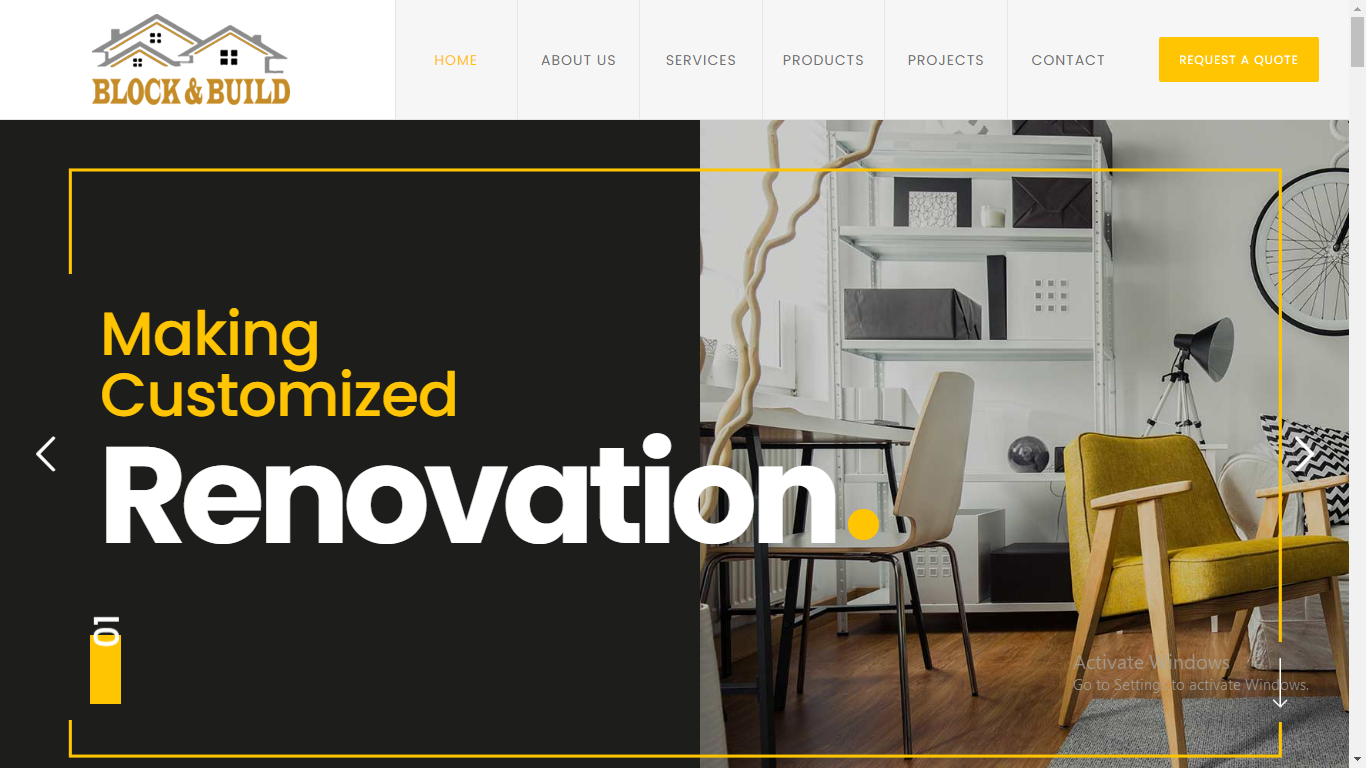 BLOCK & BUILD
HOME
ABOUT US
SERVICES
PRODUCTS
PROJECTS
CONTACT
REQUEST A QUOTE
Making
Customized
Renovation.
01
Activate Windows
Go to Settings to activate Windows.